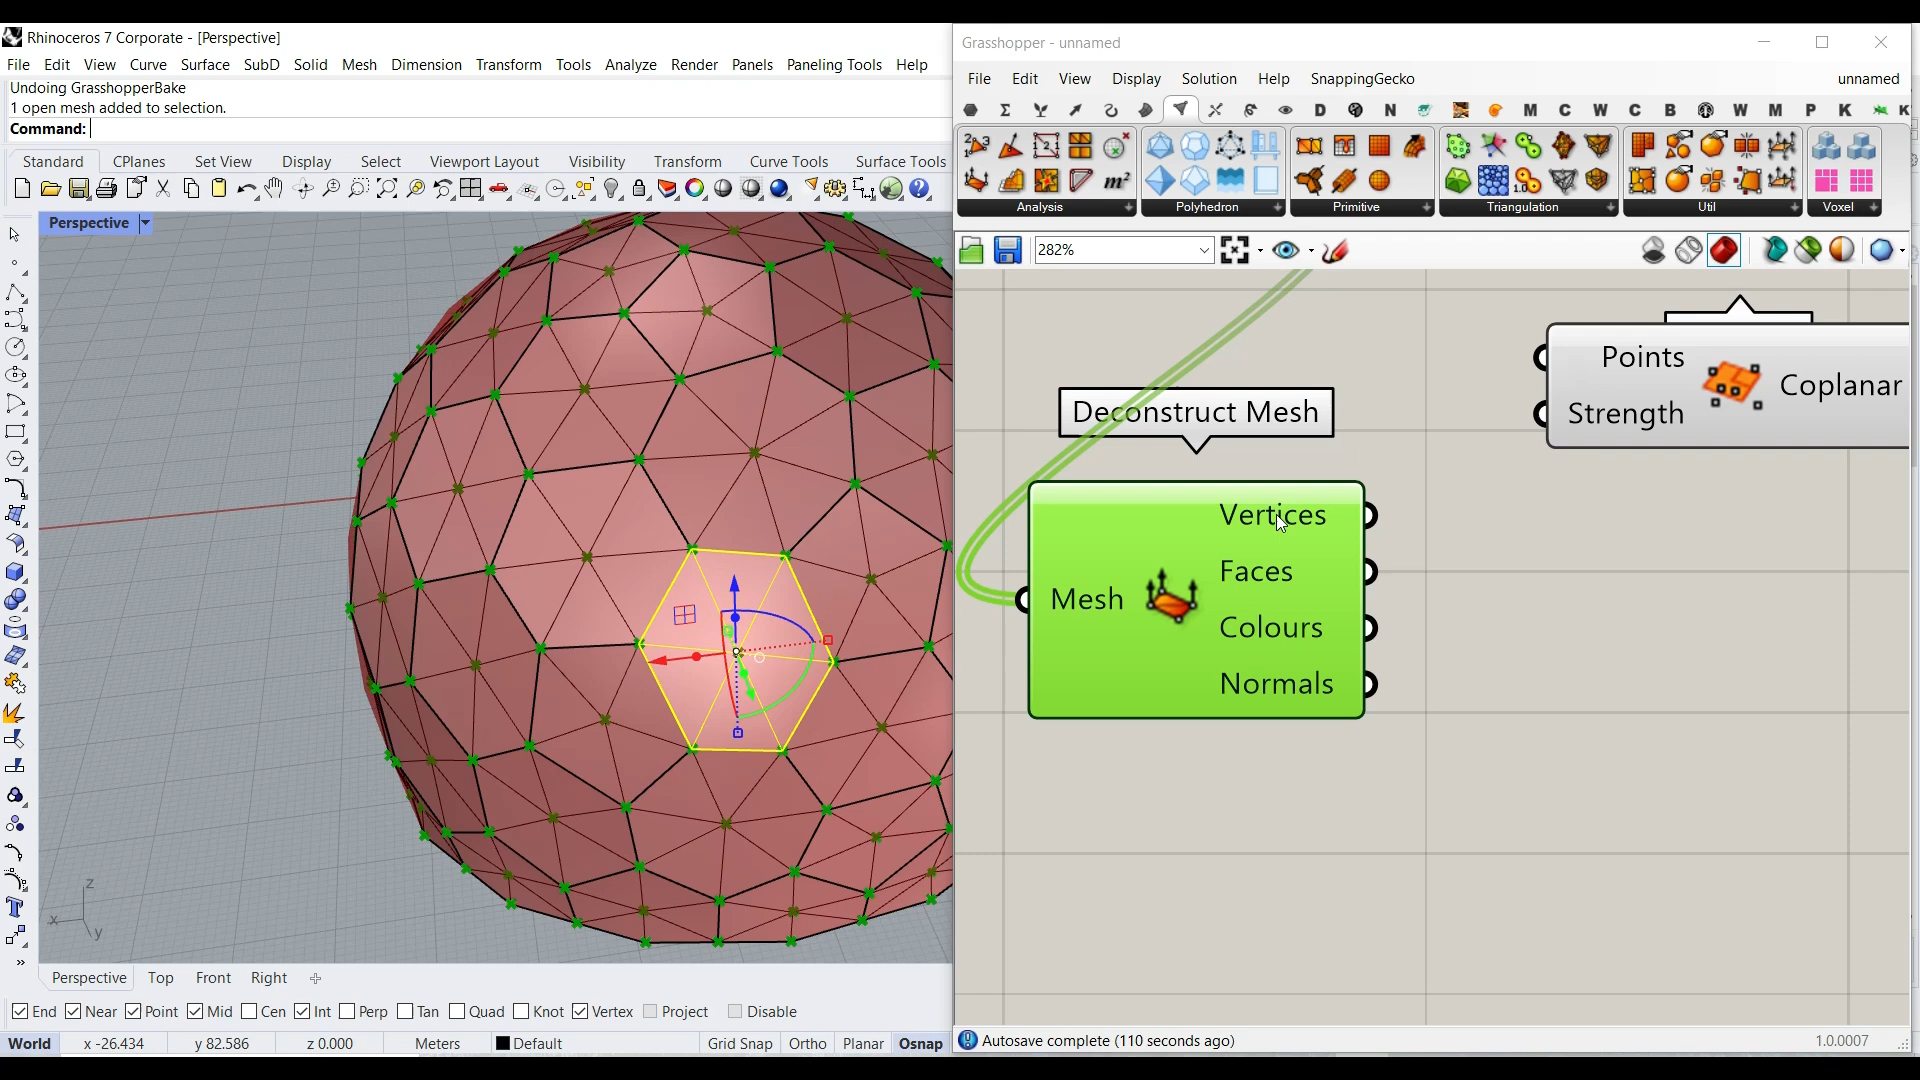 Rhinoceros 7 Corporate - [Perspective]
File Edit View Curve Surface SubD Solid Mesh Dimension Transform Tools Analyze Render Panels Paneling Tools Help
Undoing GrasshopperBake
1 open mesh added to selection.
Command:
Standard CPlanes Set View Display Select Viewport Layout Visibility Transform Curve Tools Surface Tools
Perspective
z
x
y
Perspective Top Front Right
End Near Point Mid Cen Int Perp Tan Quad Knot Vertex Project Disable
World x -26.434 y 82.586 z 0.000 Meters Default Grid Snap Ortho Planar Osnap
Grasshopper - unnamed
File Edit View Display Solution Help SnappingGecko unnamed
D N M C W C B W M P K K
Analysis Polyhedron Primitive Triangulation Util Voxel
282%
Points
Strength
Coplanar
Deconstruct Mesh
Mesh
Vertices
Faces
Colours
Normals
Autosave complete (110 seconds ago) 1.0.0007